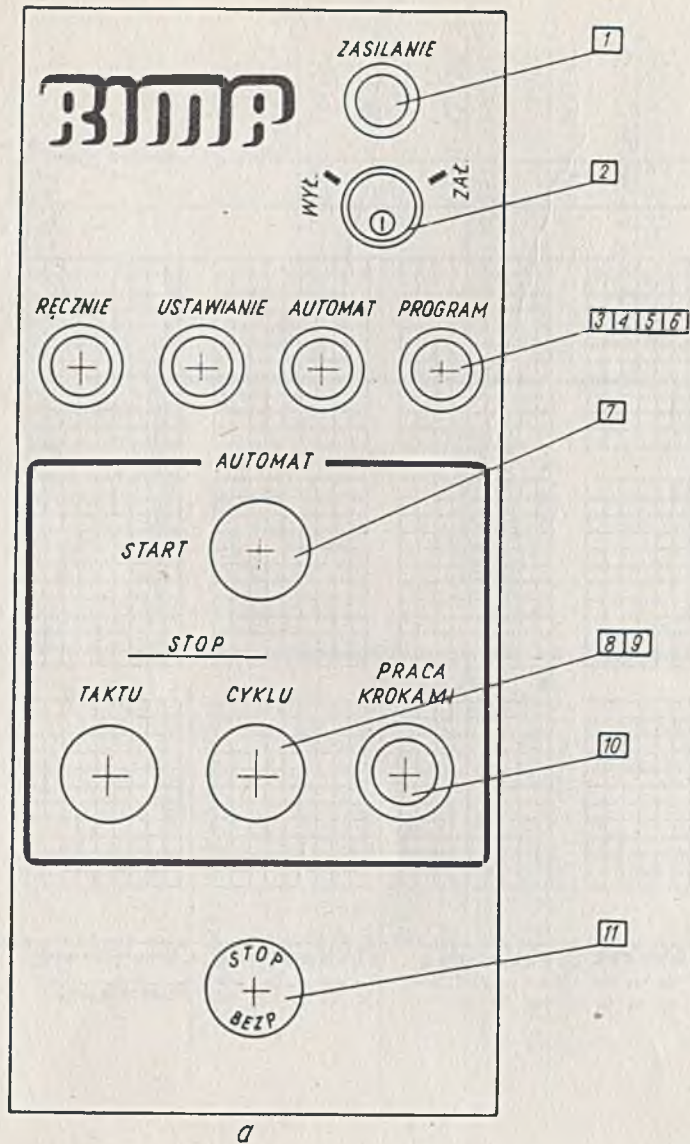 ZASILANIE
1
WYŁ.
ZAŁ.
2
RĘCZNIE USTAWIANIE AUTOMAT PROGRAM
3 4 5 6
AUTOMAT
7
START
STOP
8 9
PRACA
TAKTU CYKLU KROKAMI
10
11
STOP
BEZP
a